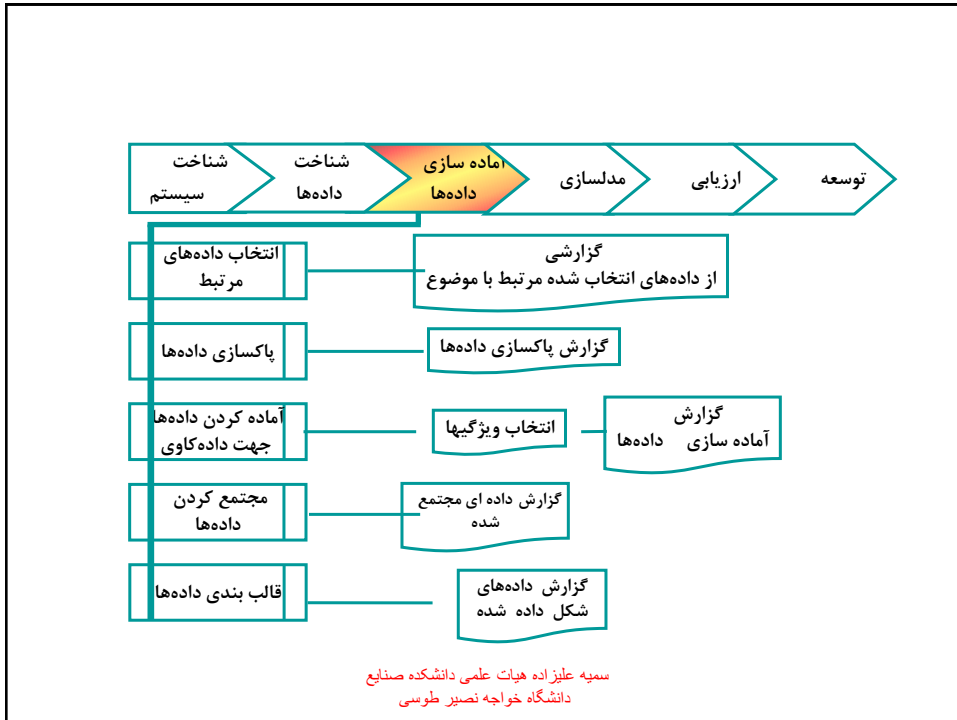 شناخت
سیستم
شناخت
داده‌ها
آماده سازی
داده‌ها
مدلسازی
ارزیابی
توسعه
انتخاب داده‌های
مرتبط
گزارشی
از داده‌های انتخاب شده مرتبط با موضوع
پاکسازی داده‌ها
گزارش پاکسازی داده‌ها
آماده کردن داده‌ها
جهت داده‌کاوی
انتخاب ویژگیها
گزارش
آماده سازی داده‌ها
مجتمع کردن
داده‌ها
گزارش داده ای مجتمع
شده
قالب بندی داده‌ها
گزارش داده‌های
شکل داده شده
سمیه علیزاده هیات علمی دانشکده صنایع
دانشگاه خواجه نصیر طوسی